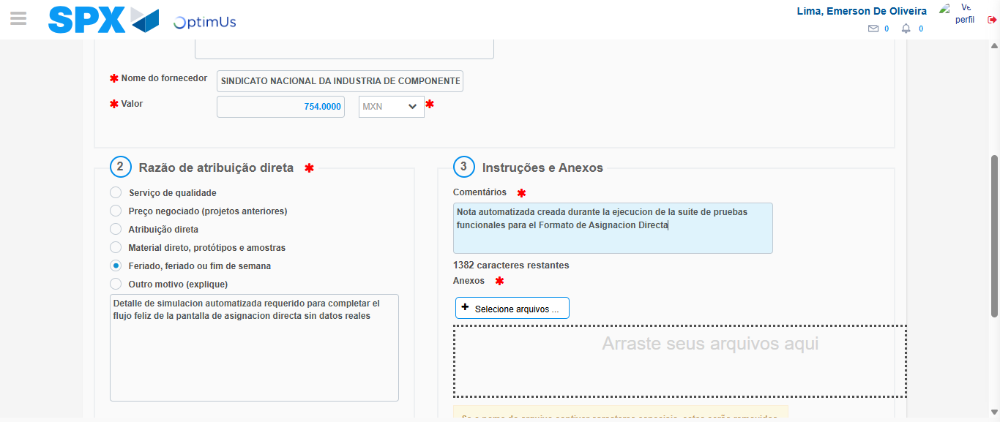 SPX
OptimUs
Lima, Emerson De Oliveira
Ve
perfil
0
0
Nome do fornecedor
SINDICATO NACIONAL DA INDUSTRIA DE COMPONENTE
Valor
754.0000
MXN
2
Razão de atribuição direta
Serviço de qualidade
Preço negociado (projetos anteriores)
Atribuição direta
Material direto, protótipos e amostras
Feriado, feriado ou fim de semana
Outro motivo (explique)
Detalle de simulacion automatizada requerido para completar el
flujo feliz de la pantalla de asignacion directa sin datos reales
3
Instruções e Anexos
Comentários
Nota automatizada creada durante la ejecucion de la suite de pruebas
funcionales para el Formato de Asignacion Directa
1382 caracteres restantes
Anexos
Selecione arquivos ...
Arraste seus arquivos aqui